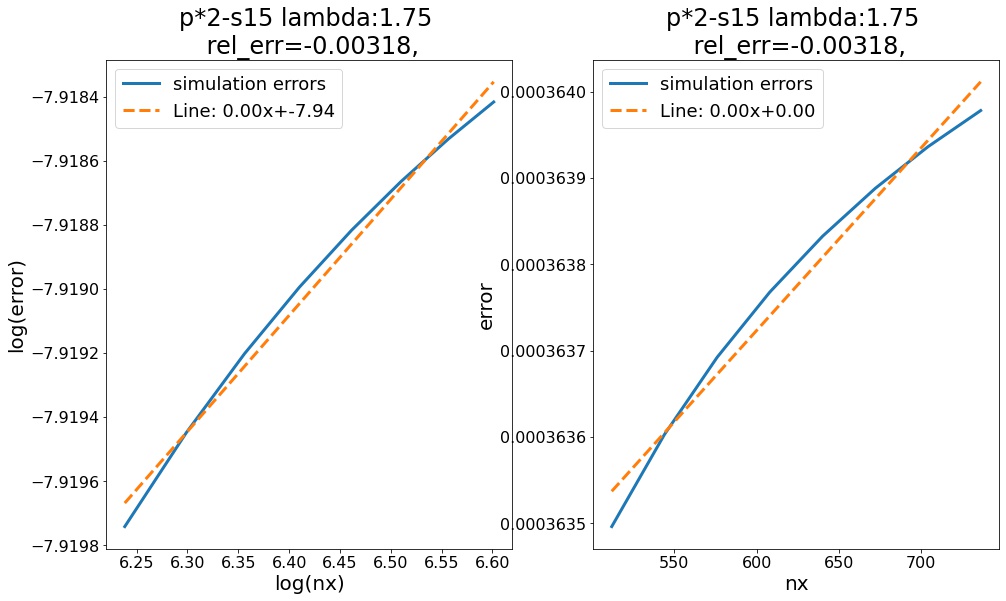 p*2-s15 lambda:1.75
rel_err=-0.00318,
simulation errors
Line: 0.00x+-7.94
−7.9184
−7.9186
−7.9188
−7.9190
−7.9192
−7.9194
−7.9196
−7.9198
log(error)
6.25 6.30 6.35 6.40 6.45 6.50 6.55 6.60
log(nx)
p*2-s15 lambda:1.75
rel_err=-0.00318,
simulation errors
Line: 0.00x+0.00
0.0003640
0.0003639
0.0003638
0.0003637
0.0003636
0.0003635
error
550 600 650 700
nx